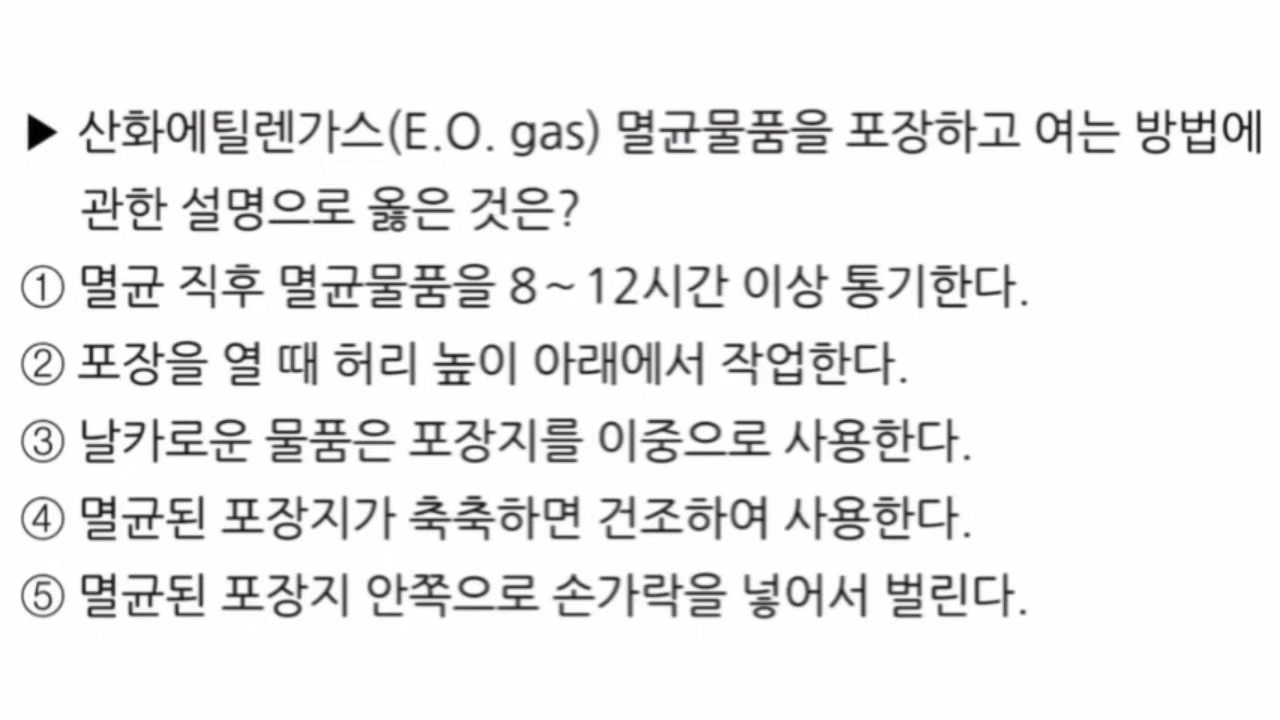 ▶ 산화에틸렌가스(E.O. gas) 멸균물품을 포장하고 여는 방법에
관한 설명으로 옳은 것은?
① 멸균 직후 멸균물품을 8~12시간 이상 통기한다.
② 포장을 열 때 허리 높이 아래에서 작업한다.
③ 날카로운 물품은 포장지를 이중으로 사용한다.
④ 멸균된 포장지가 축축하면 건조하여 사용한다.
⑤ 멸균된 포장지 안쪽으로 손가락을 넣어서 벌린다.